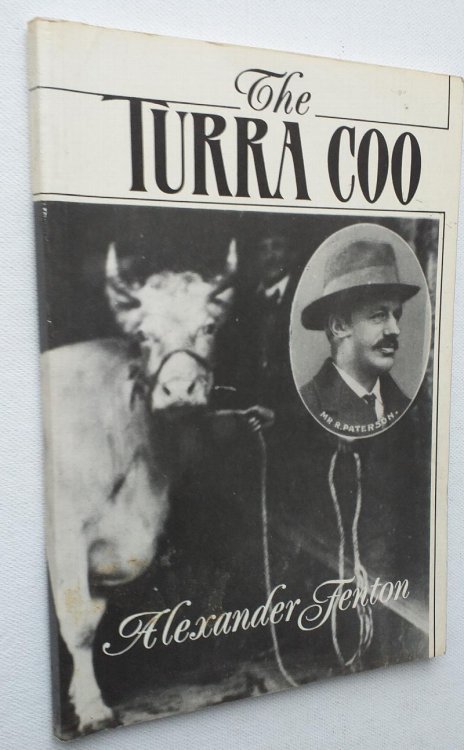 The
TURRA COO
MR R. PATERSON.
Alexander Fenton